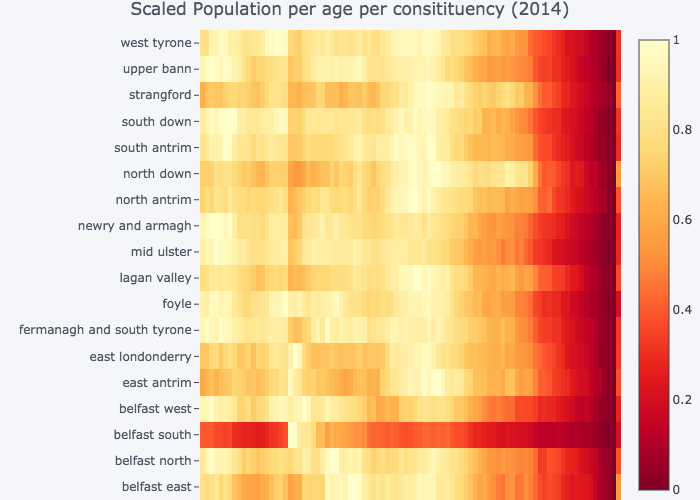 Scaled Population per age per consitituency (2014)
west tyrone
upper bann
strangford
south down
south antrim
north down
north antrim
newry and armagh
mid ulster
lagan valley
foyle
fermanagh and south tyrone
east londonderry
east antrim
belfast west
belfast south
belfast north
belfast east
1
0.8
0.6
0.4
0.2
0